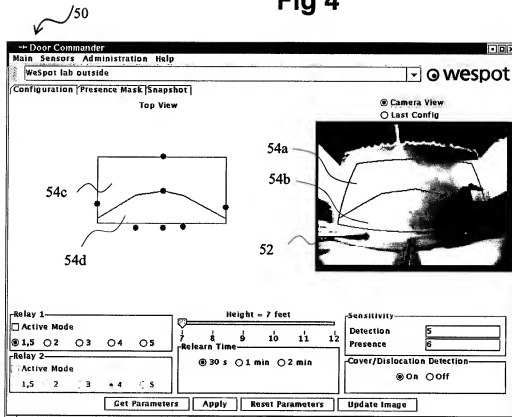 Fig 4
50
Door Commander
Main Sensors Administration Help
WeSpot lab outside
wespot
Configuration Presence Mask Snapshot
Top View
Camera View
Last Config
54a
54b
54c
54d
52
Relay 1
Active Mode
1,5 2 3 4 5
Relay 2
Active Mode
1,5 2 3 4 5
Height = 7 feet
7 8 9 10 11 12
Relearn Time
30 s 1 min 2 min
Sensitivity
Detection 5
Presence 6
Cover/Dislocation Detection
On Off
Get Parameters Apply Reset Parameters Update Image